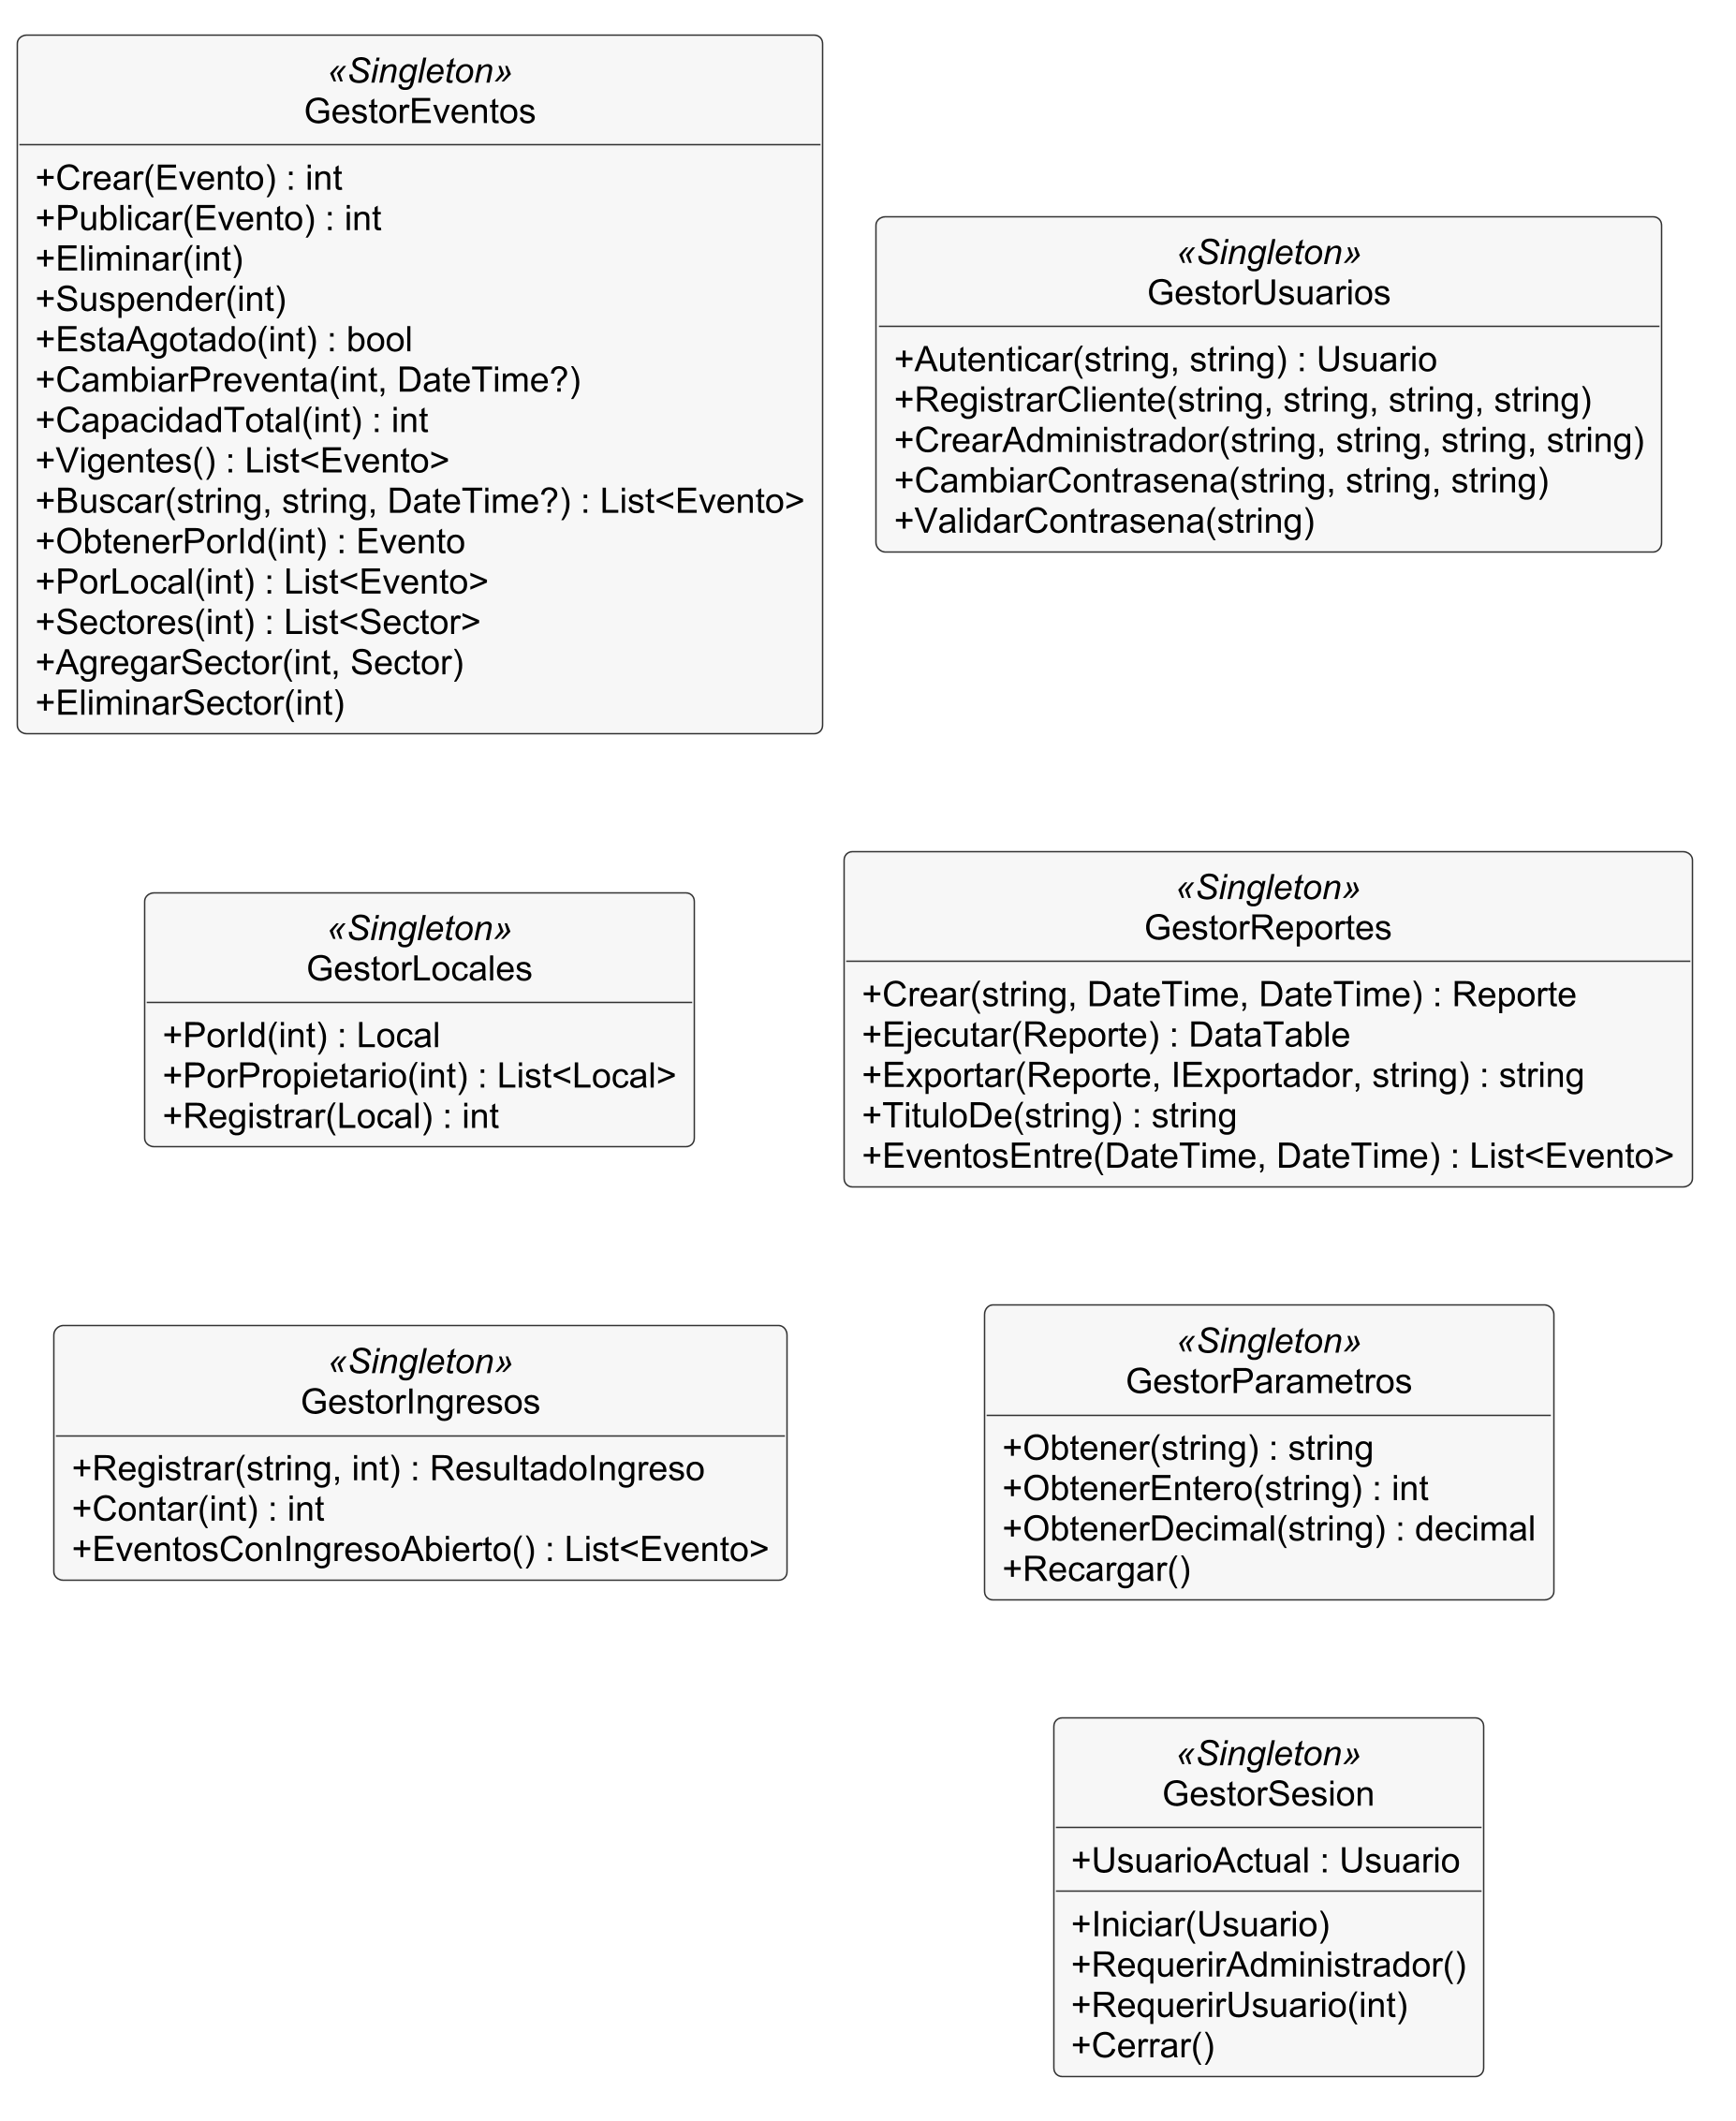 «Singleton»
GestorEventos
+Crear(Evento) : int
+Publicar(Evento) : int
+Eliminar(int)
+Suspender(int)
+EstaAgotado(int) : bool
+CambiarPreventa(int, DateTime?)
+CapacidadTotal(int) : int
+Vigentes() : List<Evento>
+Buscar(string, string, DateTime?) : List<Evento>
+ObtenerPorId(int) : Evento
+PorLocal(int) : List<Evento>
+Sectores(int) : List<Sector>
+AgregarSector(int, Sector)
+EliminarSector(int)
«Singleton»
GestorUsuarios
+Autenticar(string, string) : Usuario
+RegistrarCliente(string, string, string, string)
+CrearAdministrador(string, string, string, string)
+CambiarContrasena(string, string, string)
+ValidarContrasena(string)
«Singleton»
GestorLocales
+PorId(int) : Local
+PorPropietario(int) : List<Local>
+Registrar(Local) : int
«Singleton»
GestorReportes
+Crear(string, DateTime, DateTime) : Reporte
+Ejecutar(Reporte) : DataTable
+Exportar(Reporte, IExportador, string) : string
+TituloDe(string) : string
+EventosEntre(DateTime, DateTime) : List<Evento>
«Singleton»
GestorIngresos
+Registrar(string, int) : ResultadoIngreso
+Contar(int) : int
+EventosConIngresoAbierto() : List<Evento>
«Singleton»
GestorParametros
+Obtener(string) : string
+ObtenerEntero(string) : int
+ObtenerDecimal(string) : decimal
+Recargar()
«Singleton»
GestorSesion
+UsuarioActual : Usuario
+Iniciar(Usuario)
+RequerirAdministrador()
+RequerirUsuario(int)
+Cerrar()